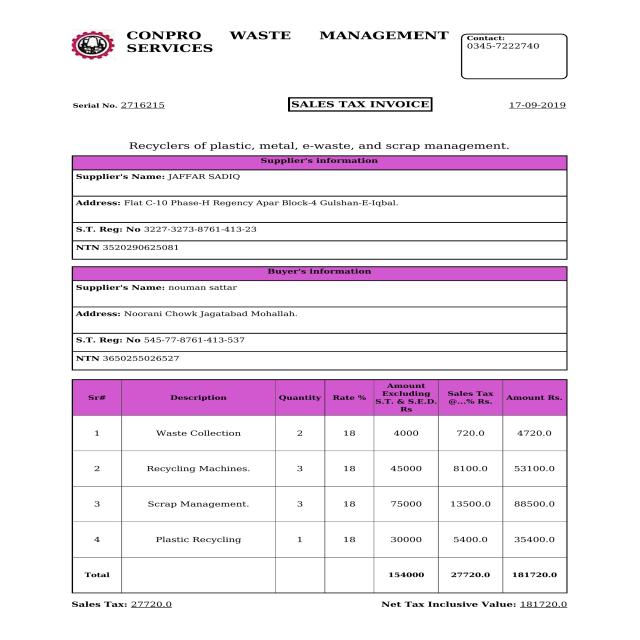 CONPRO WASTE MANAGEMENT
SERVICES
Contact:
0345-7222740
Serial No. 2716215
SALES TAX INVOICE
17-09-2019
Recyclers of plastic, metal, e-waste, and scrap management.
Supplier's information
Supplier's Name: JAFFAR SADIQ
Address: Flat C-10 Phase-H Regency Apar Block-4 Gulshan-E-Iqbal.
S.T. Reg: No 3227-3273-8761-413-23
NTN 3520290625081
Buyer's information
Supplier's Name: nouman sattar
Address: Noorani Chowk Jagatabad Mohallah.
S.T. Reg: No 545-77-8761-413-537
NTN 3650255026527
Sr# Description Quantity Rate % Amount Excluding S.T. & S.E.D. Rs Sales Tax @...% Rs. Amount Rs.
1 Waste Collection 2 18 4000 720.0 4720.0
2 Recycling Machines. 3 18 45000 8100.0 53100.0
3 Scrap Management. 3 18 75000 13500.0 88500.0
4 Plastic Recycling 1 18 30000 5400.0 35400.0
Total 154000 27720.0 181720.0
Sales Tax: 27720.0
Net Tax Inclusive Value: 181720.0